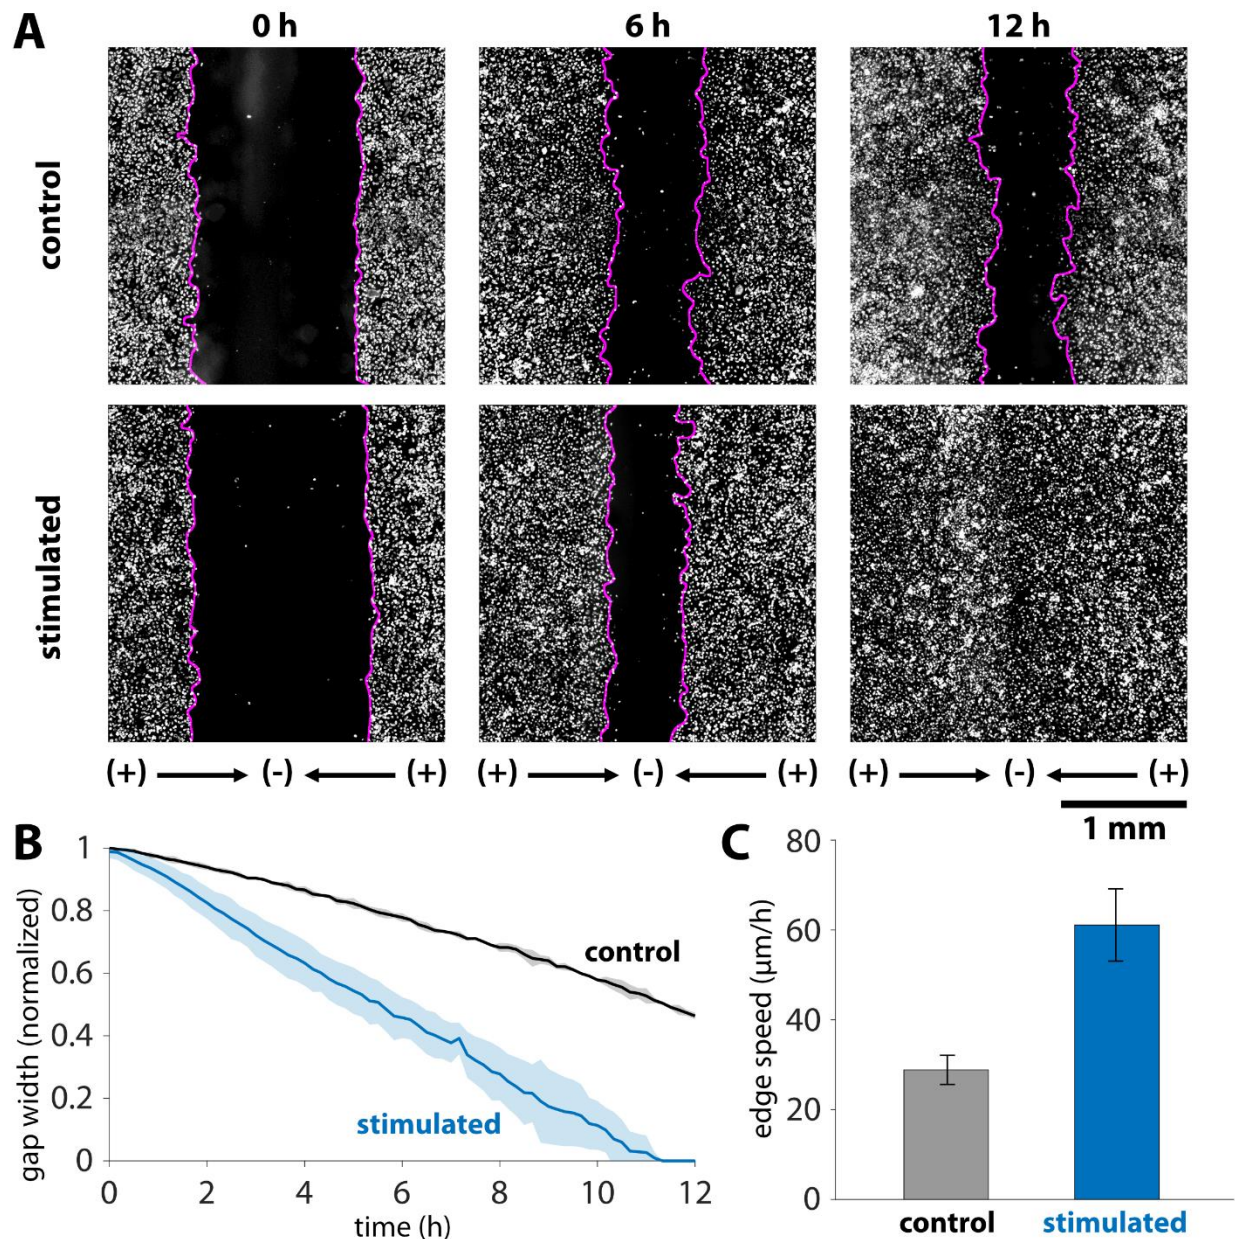 A
0 h
6 h
12 h
control
stimulated
(+) (-) (+)
(+) (-) (+)
(+) (-) (+)
1 mm
B
gap width (normalized)
1
0.8
0.6
0.4
0.2
0
control
stimulated
0 2 4 6 8 10 12
time (h)
C
edge speed (µm/h)
80
60
40
20
0
control
stimulated